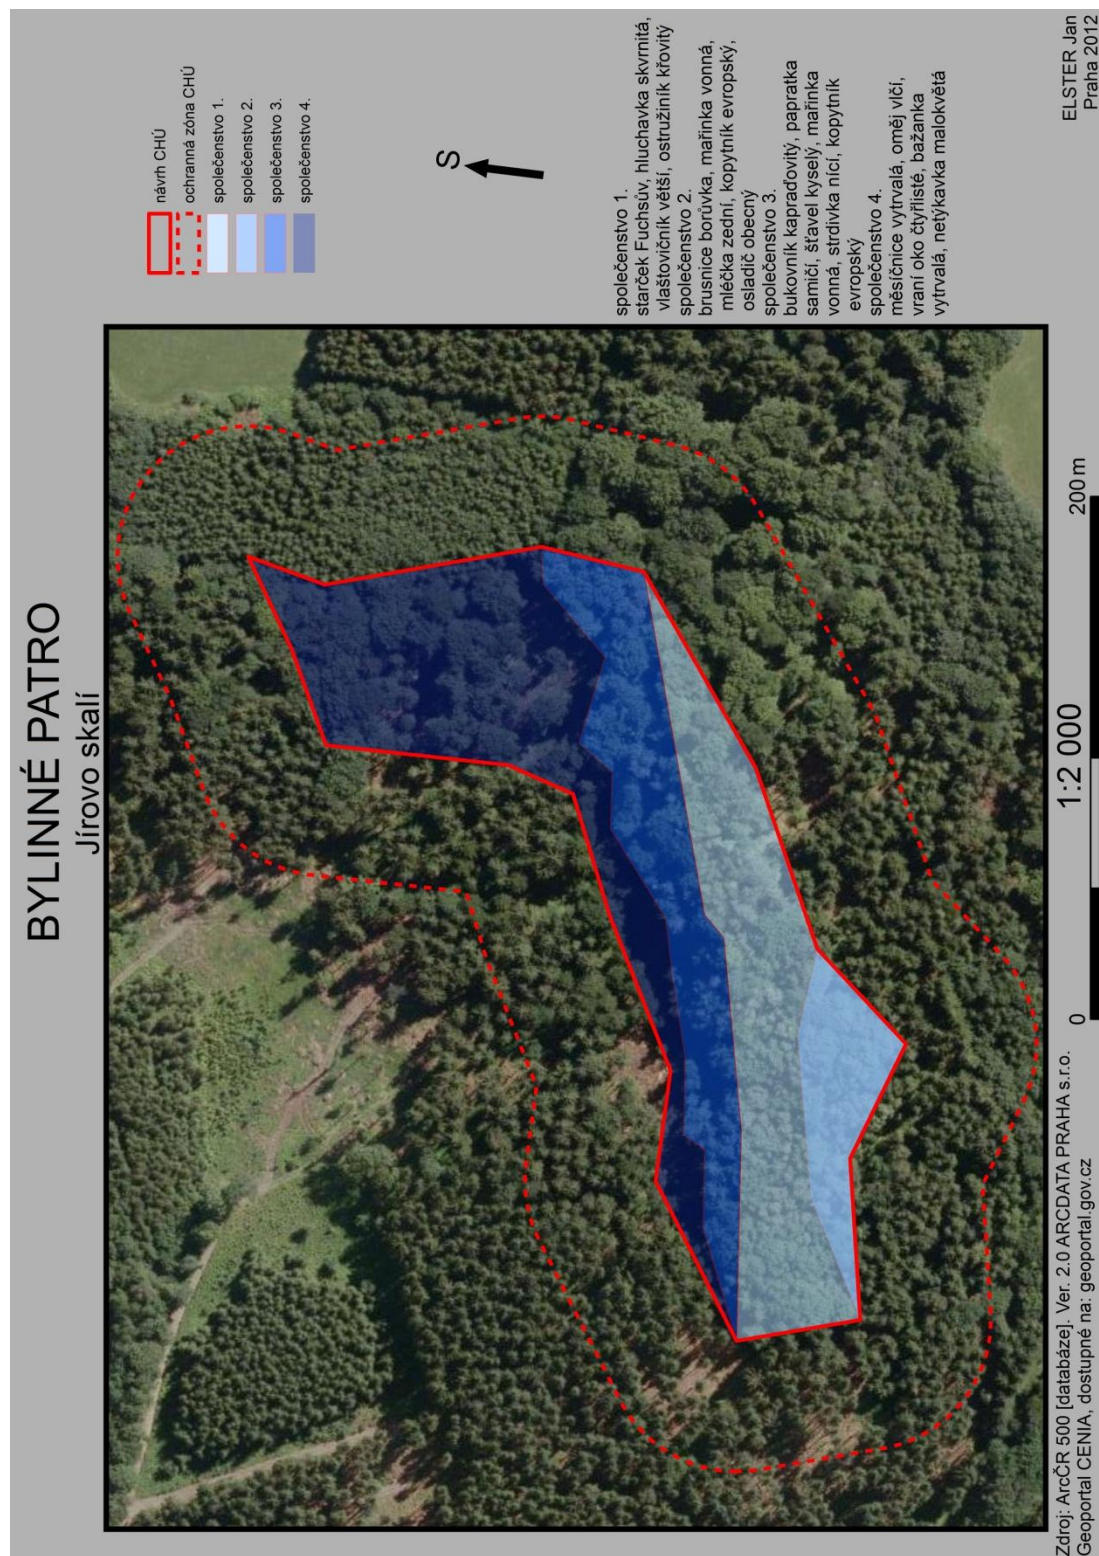 BYLINNÉ PATRO
Jírovo skalí
návrh CHÚ
ochranná zóna CHÚ
společenstvo 1.
společenstvo 2.
společenstvo 3.
společenstvo 4.
S
společenstvo 1.
starček Fuchsův, hluchavka skvrnitá,
vlaštovičník větší, ostružiník křovitý
společenstvo 2.
brusnice borůvka, mařinka vonná,
mléčka zední, kopytník evropský,
osladič obecný
společenstvo 3.
bukovník kapraďovitý, papratka
samičí, šťavel kyselý, mařinka
vonná, strdivka nící, kopytník
evropský
společenstvo 4.
měsíčnice vytrvalá, oměj vlčí,
vraní oko čtyřlisté, bažanka
vytrvalá, netýkavka malokvětá
Zdroj: ArcČR 500 [databáze]. Ver. 2.0 ARCDATA PRAHA s.r.o.
Geoportal CENIA, dostupné na: geoportal.gov.cz
1:2 000
0
200 m
ELSTER Jan
Praha 2012